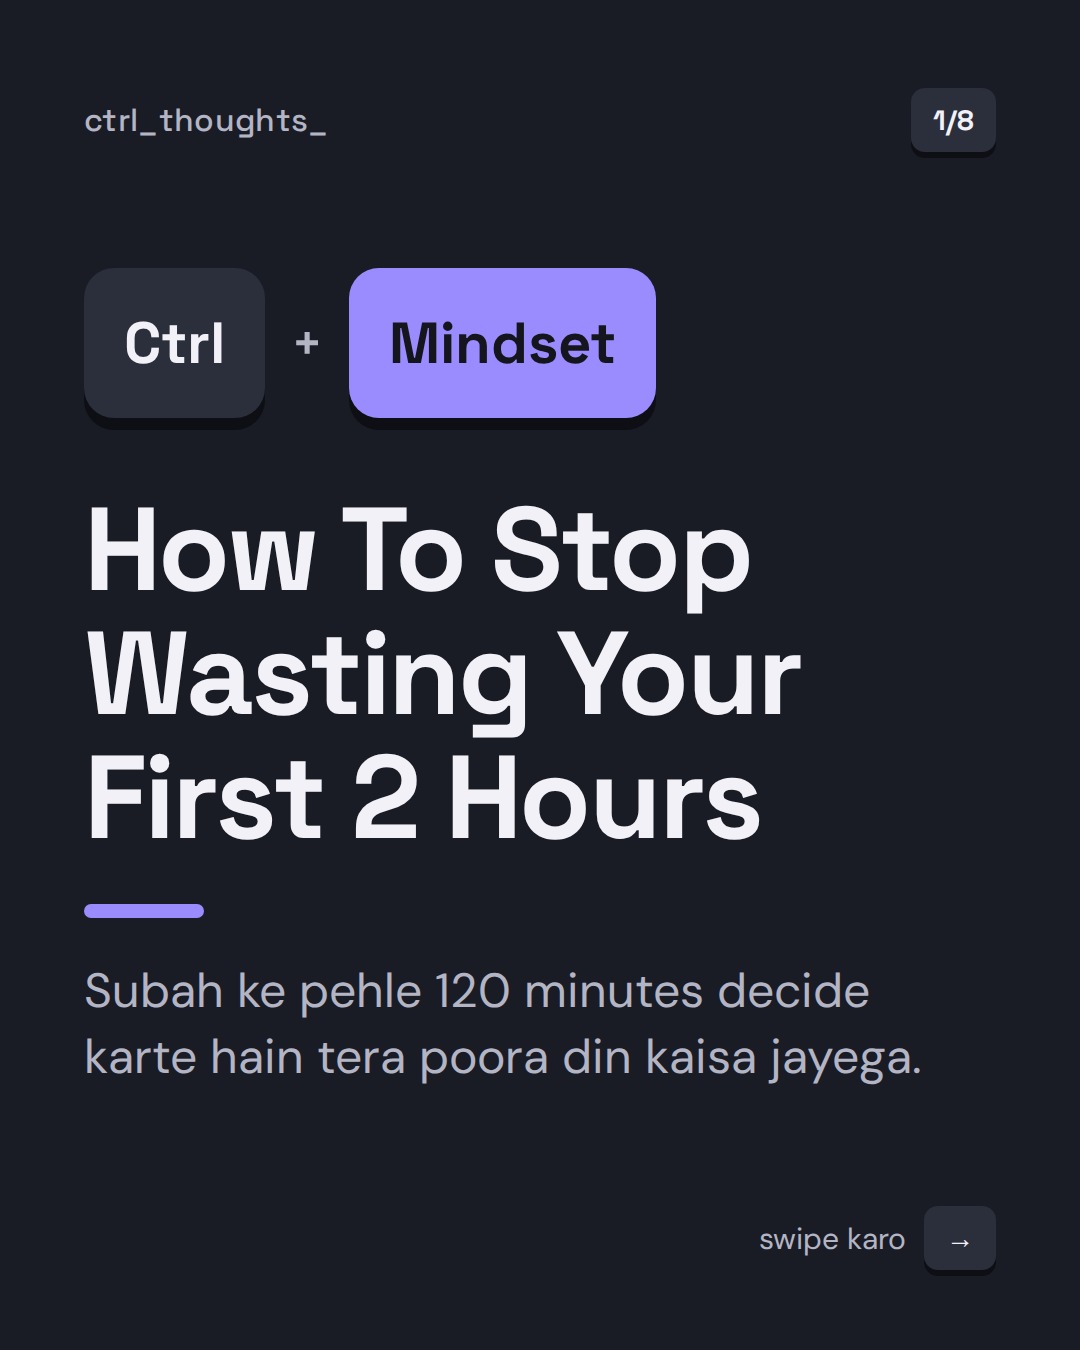 ctrl_thoughts_
1/8
Ctrl + Mindset
How To Stop
Wasting Your
First 2 Hours
Subah ke pehle 120 minutes decide
karte hain tera poora din kaisa jayega.
swipe karo →